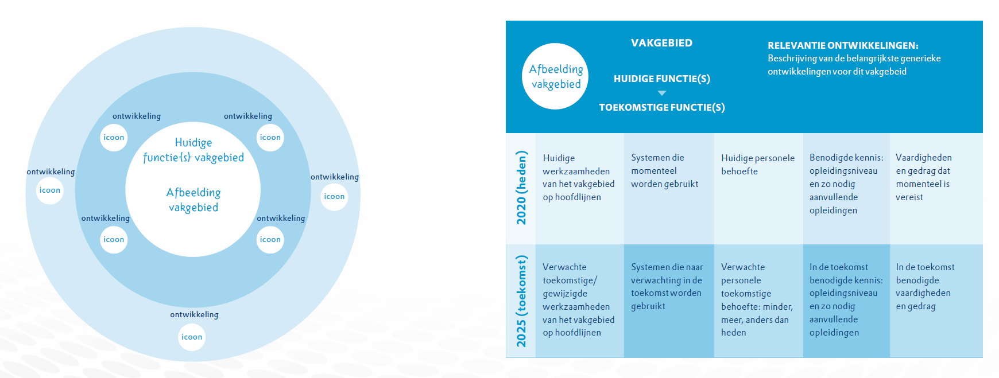 ontwikkeling
ontwikkeling
icoon
icoon
Huidige
functie{s} vakgebied
ontwikkeling
icoon
ontwikkeling
icoon
Afbeelding
vakgebied
ontwikkeling
icoon
ontwikkeling
icoon
ontwikkeling
icoon
Afbeelding
vakgebied
VAKGEBIED
HUIDIGE FUNCTIE(S)
TOEKOMSTIGE FUNCTIE(S)
RELEVANTIE ONTWIKKELINGEN:
Beschrijving van de belangrijkste generieke
ontwikkelingen voor dit vakgebeid
2020 (heden)
Huidige
werkzaamheden
van het vakgebied
op hoofdlijnen
Systemen die
momenteel
worden gebruikt
Huidige personele
behoefte
Benodigde kennis:
opleidingsniveau
en zo nodig
aanvullende
opleidingen
Vaardigheden
en gedrag dat
momenteel is
vereist
2025 (toekomst)
Verwachte
toekomstige/
gewijzigde
werkzaamheden
van het vakgebied
op hoofdlijnen
Systemen die naar
verwachting in de
toekomst worden
gebruikt
Verwachte
personele
toekomstige
behoefte: minder,
meer, anders dan
heden
In de toekomst
benodigde kennis:
opleidingsniveau
en zo nodig
aanvullende
opleidingen
In de toekomst
benodigde
vaardigheden
en gedrag